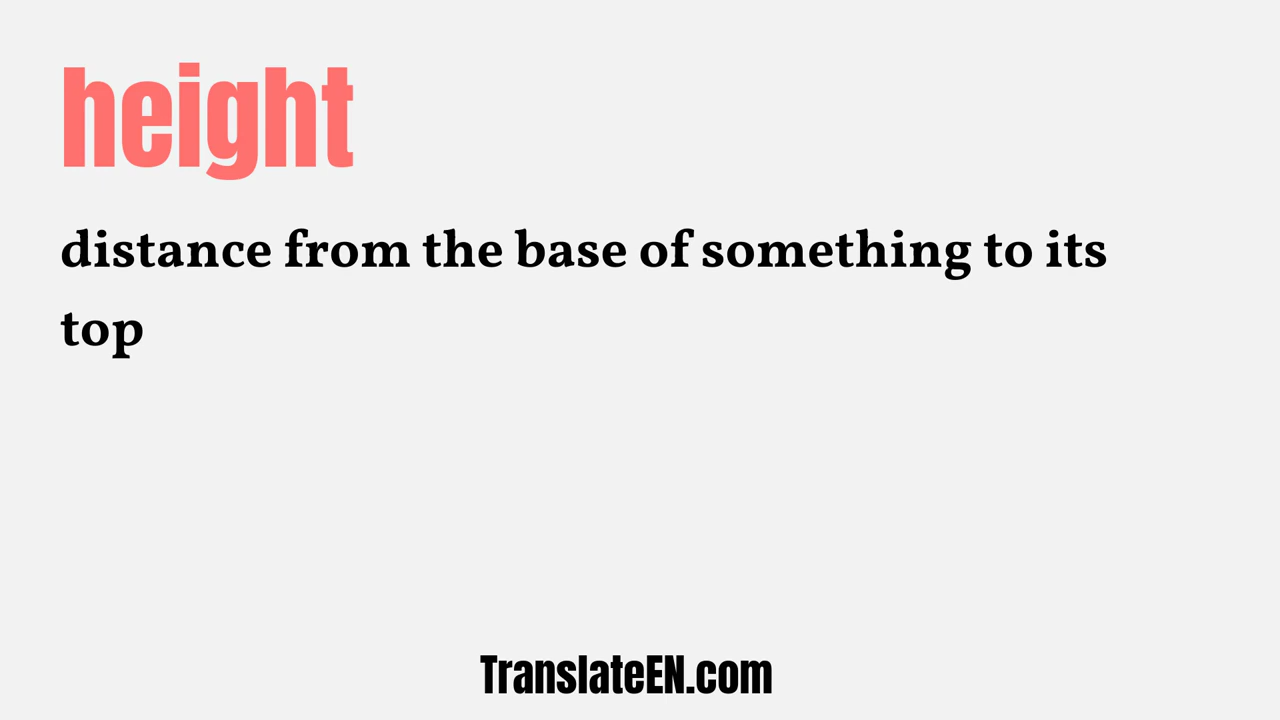 height
distance from the base of something to its
top
TranslateEN.com